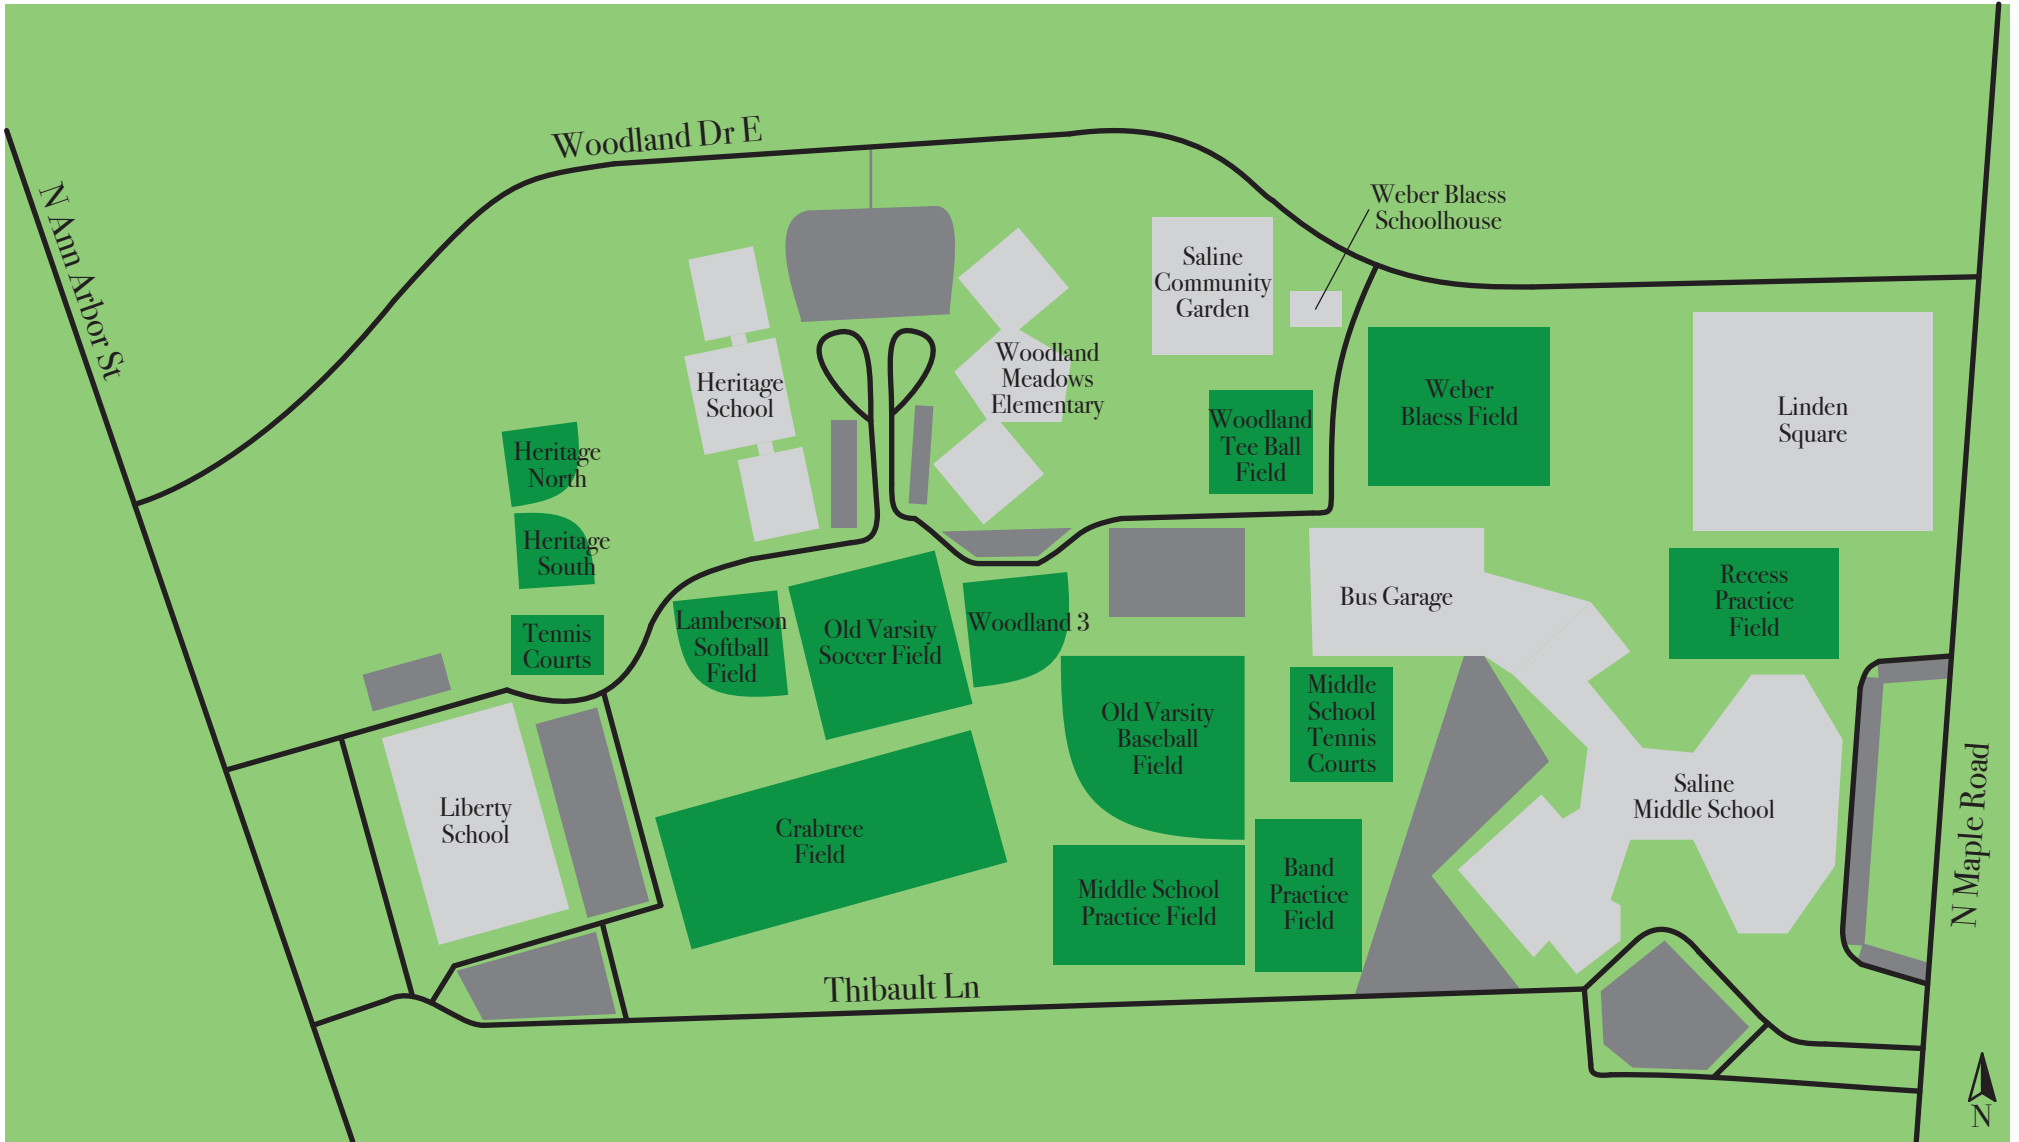 Woodland Dr E
N Ann Arbor St
Weber Blaess
Schoolhouse
Saline
Community
Garden
Heritage
School
Woodland
Meadows
Elementary
Woodland
Tee Ball
Field
Weber
Blaess Field
Linden
Square
Heritage
North
Heritage
South
Tennis
Courts
Lamberson
Softball
Field
Old Varsity
Soccer Field
Woodland 3
Bus Garage
Recess
Practice
Field
Old Varsity
Baseball
Field
Middle
School
Tennis
Courts
Saline
Middle School
Liberty
School
Crabtree
Field
Middle School
Practice Field
Band
Practice
Field
N Maple Road
Thibault Ln
N